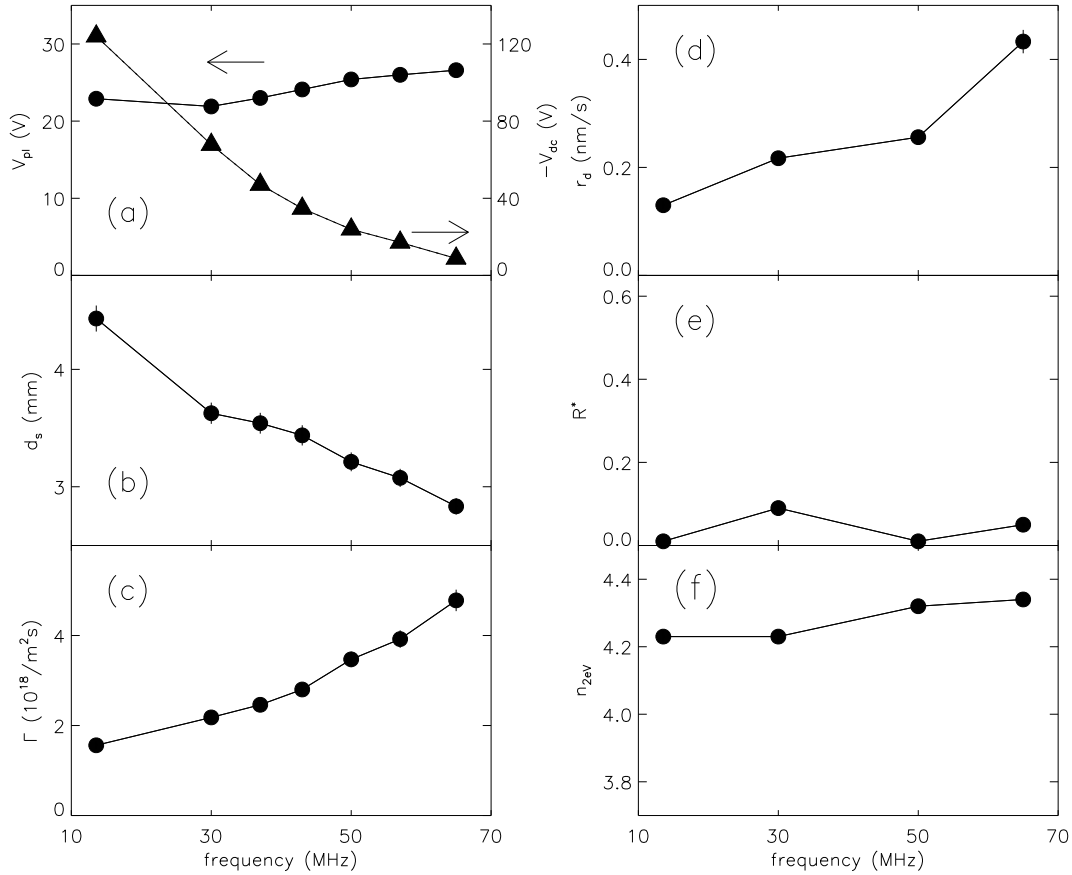 30
20
10
0
V_pl (V)
(a)
120
80
40
0
-V_dc (V)
4
3
d_s (mm)
(b)
4
2
0
Γ (10^18/m^2s)
(c)
10 30 50 70
frequency (MHz)
0.4
0.2
0.0
r_d (nm/s)
(d)
0.6
0.4
0.2
0.0
R*
(e)
4.4
4.2
4.0
3.8
n_2eV
(f)
10 30 50 70
frequency (MHz)